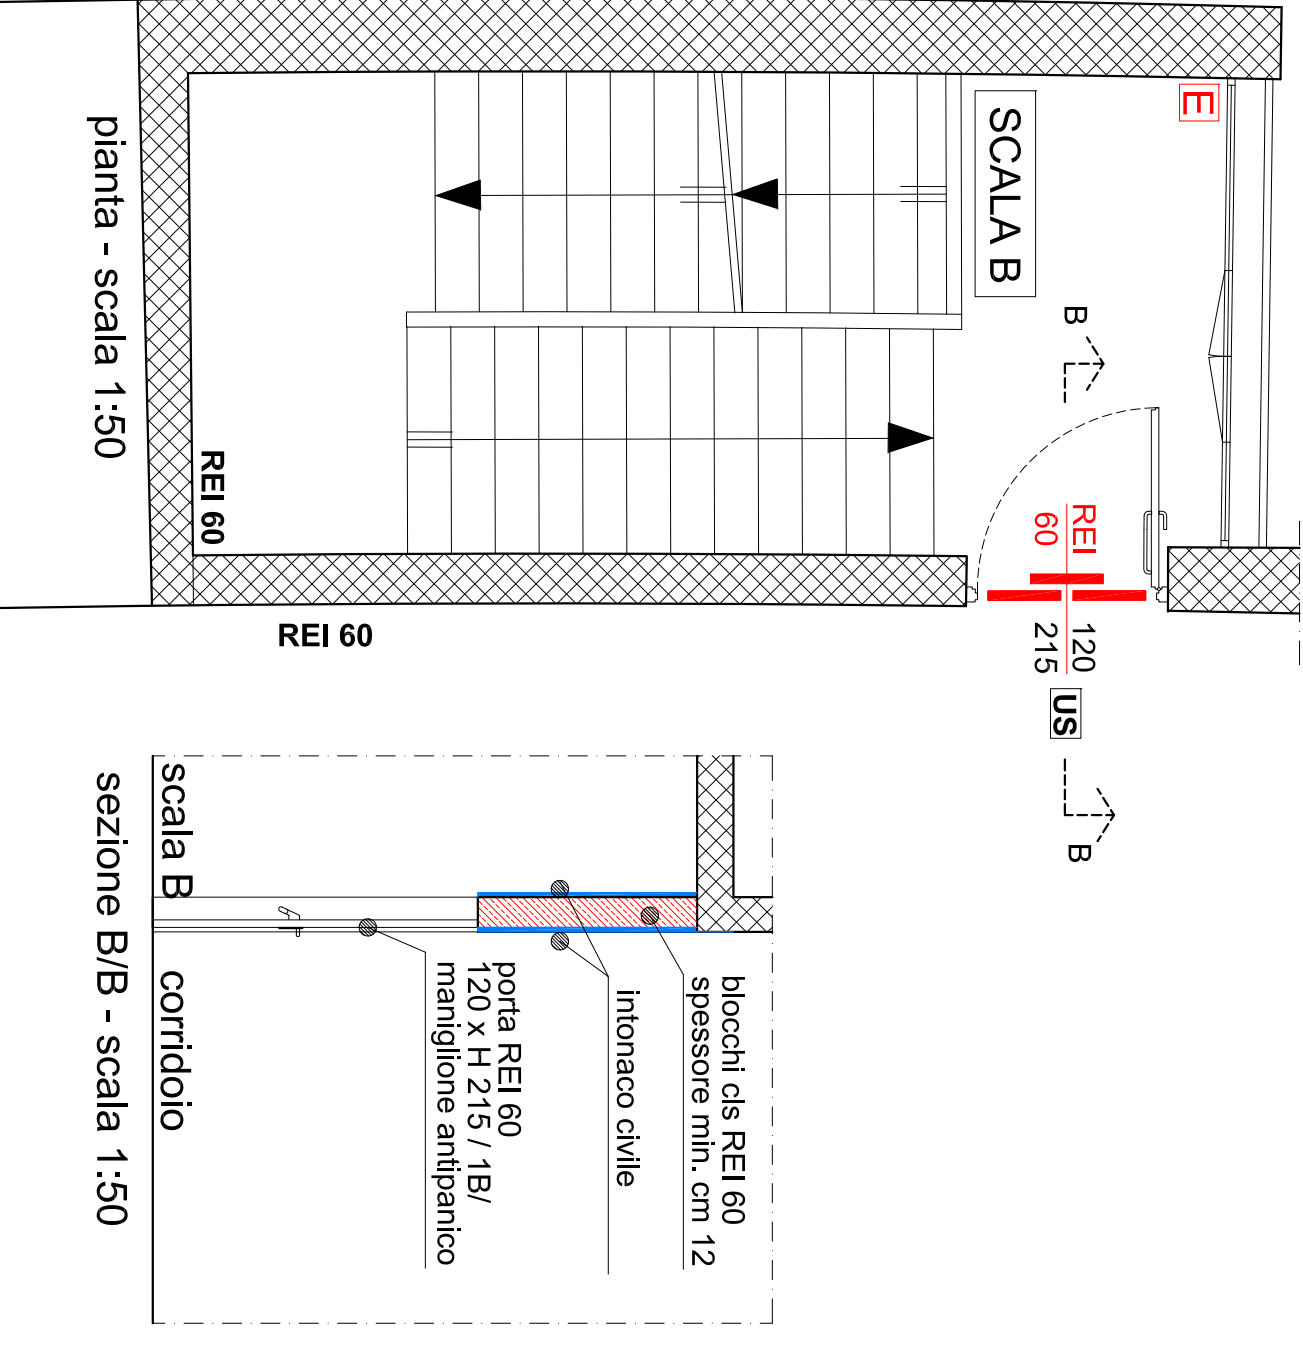 E
SCALA B
B
REI
60
120
215
US
B
REI 60
REI 60
pianta - scala 1:50
blocchi cls REI 60
spessore min. cm 12
intonaco civile
porta REI 60
120 x H 215 / 1B/
maniglione antipanico
scala B
corridoio
sezione B/B - scala 1:50